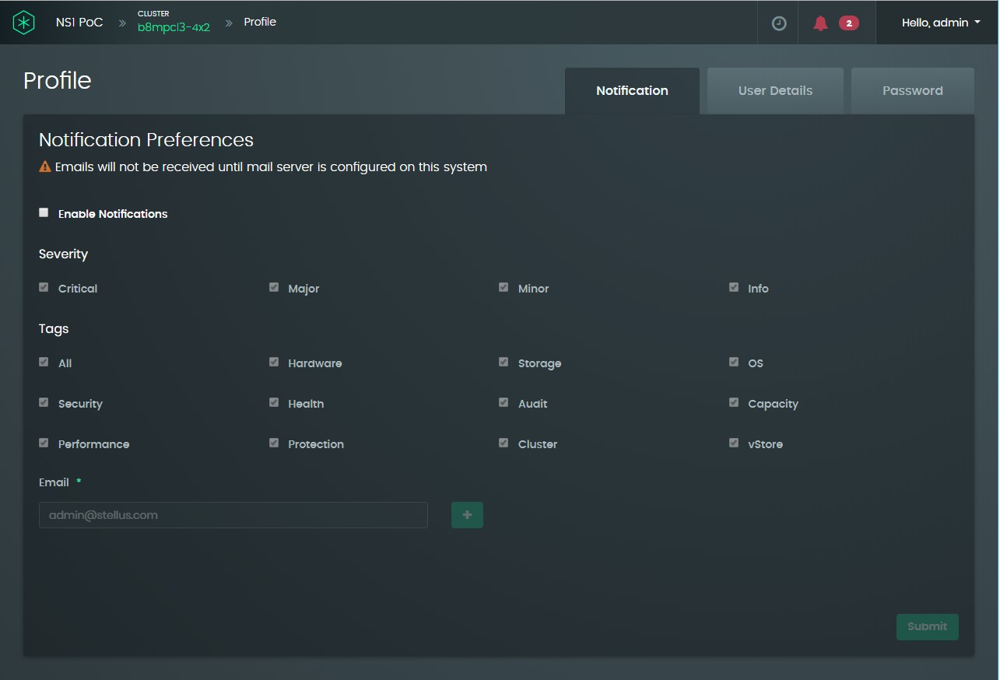 NS1 PoC » CLUSTER b8mpcl3-4x2 » Profile 2 Hello, admin
Profile
Notification User Details Password
Notification Preferences
Emails will not be received until mail server is configured on this system
Enable Notifications
Severity
Critical Major Minor Info
Tags
All Hardware Storage OS
Security Health Audit Capacity
Performance Protection Cluster vStore
Email *
admin@stellus.com +
Submit